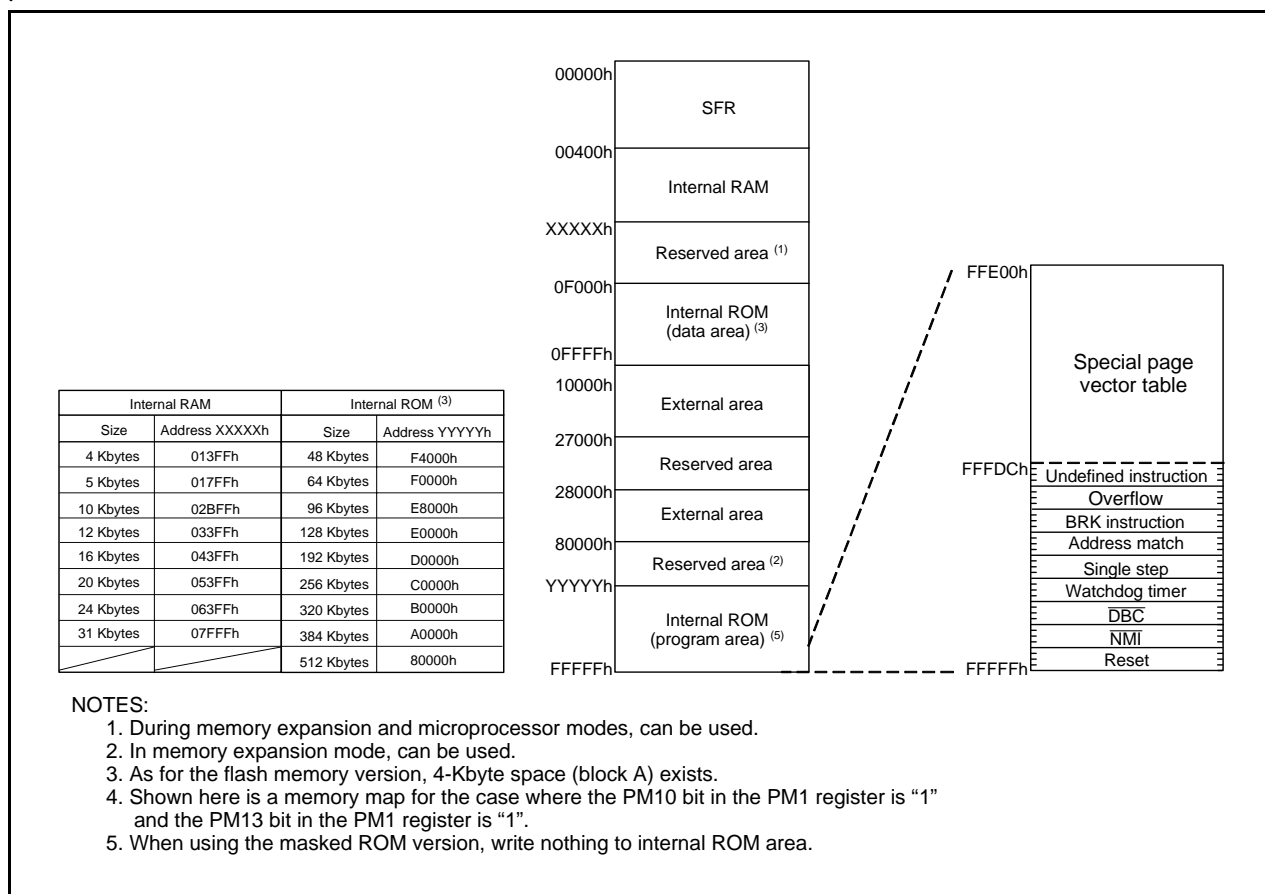 00000h
SFR
00400h
Internal RAM
XXXXXh
Reserved area (1)
0F000h
Internal ROM
(data area) (3)
0FFFFh
10000h
External area
27000h
Reserved area
28000h
External area
80000h
Reserved area (2)
YYYYYh
Internal ROM
(program area) (5)
FFFFFh
FFE00h
Special page
vector table
FFFDCh
Undefined instruction
Overflow
BRK instruction
Address match
Single step
Watchdog timer
DBC
NMI
Reset
FFFFFh
Internal RAM Internal ROM (3)
Size Address XXXXXh Size Address YYYYYh
4 Kbytes 013FFh 48 Kbytes F4000h
5 Kbytes 017FFh 64 Kbytes F0000h
10 Kbytes 02BFFh 96 Kbytes E8000h
12 Kbytes 033FFh 128 Kbytes E0000h
16 Kbytes 043FFh 192 Kbytes D0000h
20 Kbytes 053FFh 256 Kbytes C0000h
24 Kbytes 063FFh 320 Kbytes B0000h
31 Kbytes 07FFFh 384 Kbytes A0000h
512 Kbytes 80000h
NOTES:
1. During memory expansion and microprocessor modes, can be used.
2. In memory expansion mode, can be used.
3. As for the flash memory version, 4-Kbyte space (block A) exists.
4. Shown here is a memory map for the case where the PM10 bit in the PM1 register is “1”
and the PM13 bit in the PM1 register is “1”.
5. When using the masked ROM version, write nothing to internal ROM area.